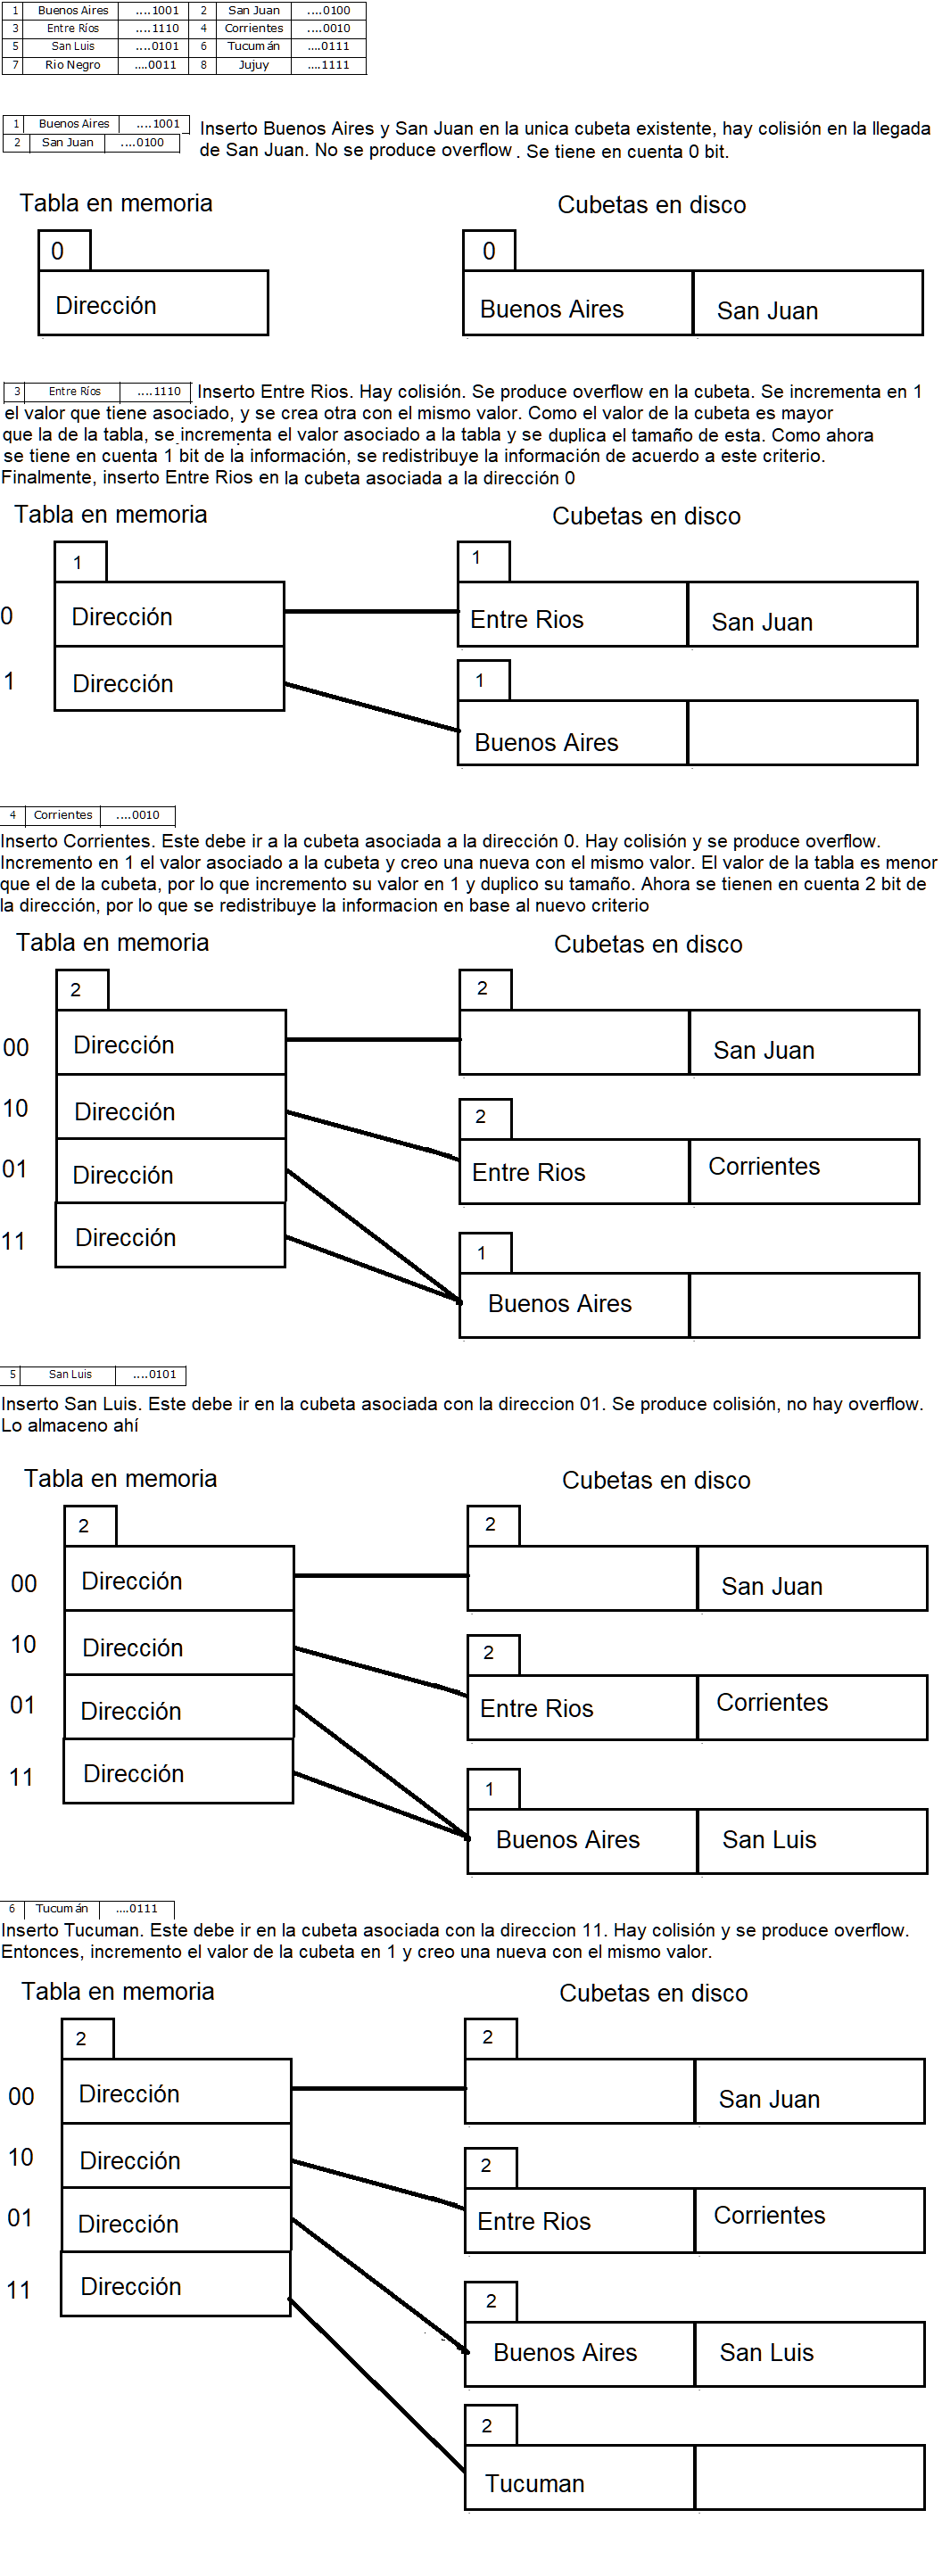 1 Buenos Aires ....1001 2 San Juan ....0100
3 Entre Ríos ....1110 4 Corrientes ....0010
5 San Luis ....0101 6 Tucumán ....0111
7 Rio Negro ....0011 8 Jujuy ....1111
1 Buenos Aires ....1001
2 San Juan ....0100
Inserto Buenos Aires y San Juan en la unica cubeta existente, hay colisión en la llegada
de San Juan. No se produce overflow . Se tiene en cuenta 0 bit.
Tabla en memoria Cubetas en disco
0 0
Dirección Buenos Aires San Juan
3 Entre Ríos ....1110 Inserto Entre Rios. Hay colisión. Se produce overflow en la cubeta. Se incrementa en 1
el valor que tiene asociado, y se crea otra con el mismo valor. Como el valor de la cubeta es mayor
que la de la tabla, se incrementa el valor asociado a la tabla y se duplica el tamaño de esta. Como ahora
se tiene en cuenta 1 bit de la información, se redistribuye la información de acuerdo a este criterio.
Finalmente, inserto Entre Rios en la cubeta asociada a la dirección 0
Tabla en memoria Cubetas en disco
1 1
0 Dirección Entre Rios San Juan
1 Dirección 1
Buenos Aires
4 Corrientes ....0010
Inserto Corrientes. Este debe ir a la cubeta asociada a la dirección 0. Hay colisión y se produce overflow.
Incremento en 1 el valor asociado a la cubeta y creo una nueva con el mismo valor. El valor de la tabla es menor
que el de la cubeta, por lo que incremento su valor en 1 y duplico su tamaño. Ahora se tienen en cuenta 2 bit de
la dirección, por lo que se redistribuye la informacion en base al nuevo criterio
Tabla en memoria Cubetas en disco
2 2
00 Dirección San Juan
10 Dirección 2
01 Dirección Entre Rios Corrientes
11 Dirección 1
Buenos Aires
5 San Luis ....0101
Inserto San Luis. Este debe ir en la cubeta asociada con la direccion 01. Se produce colisión, no hay overflow.
Lo almaceno ahí
Tabla en memoria Cubetas en disco
2 2
00 Dirección San Juan
10 Dirección 2
01 Dirección Entre Rios Corrientes
11 Dirección 1
Buenos Aires San Luis
6 Tucumán ....0111
Inserto Tucuman. Este debe ir en la cubeta asociada con la direccion 11. Hay colisión y se produce overflow.
Entonces, incremento el valor de la cubeta en 1 y creo una nueva con el mismo valor.
Tabla en memoria Cubetas en disco
2 2
00 Dirección San Juan
10 Dirección 2
01 Dirección Entre Rios Corrientes
11 Dirección 2
Buenos Aires San Luis
2
Tucuman